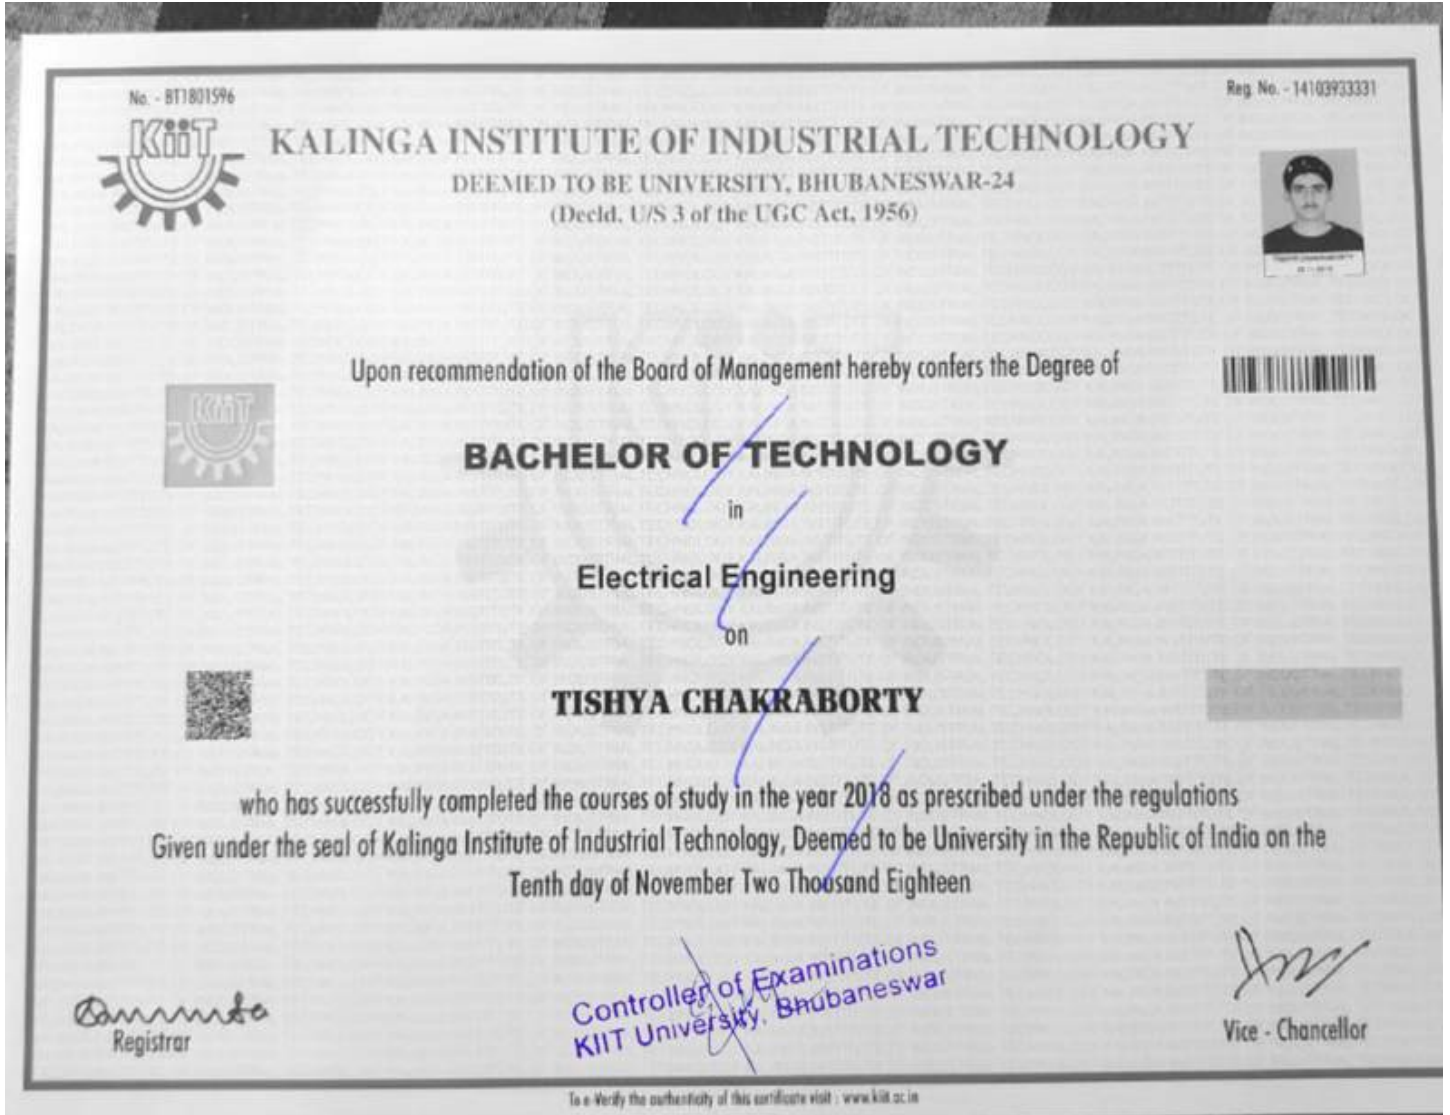 No. - BT1801596
Reg. No. - 14103933331
KiiT
KALINGA INSTITUTE OF INDUSTRIAL TECHNOLOGY
DEEMED TO BE UNIVERSITY, BHUBANESWAR-24
(Decld. U/S 3 of the UGC Act, 1956)
TISHYA CHAKRABORTY
Upon recommendation of the Board of Management hereby confers the Degree of
KiiT
BACHELOR OF TECHNOLOGY
in
Electrical Engineering
on
TISHYA CHAKRABORTY
who has successfully completed the courses of study in the year 2018 as prescribed under the regulations
Given under the seal of Kalinga Institute of Industrial Technology, Deemed to be University in the Republic of India on the
Tenth day of November Two Thousand Eighteen
Controller of Examinations
KIIT University, Bhubaneswar
Registrar
Vice - Chancellor
To e-Verify the authenticity of this certificate visit : www.kiit.ac.in